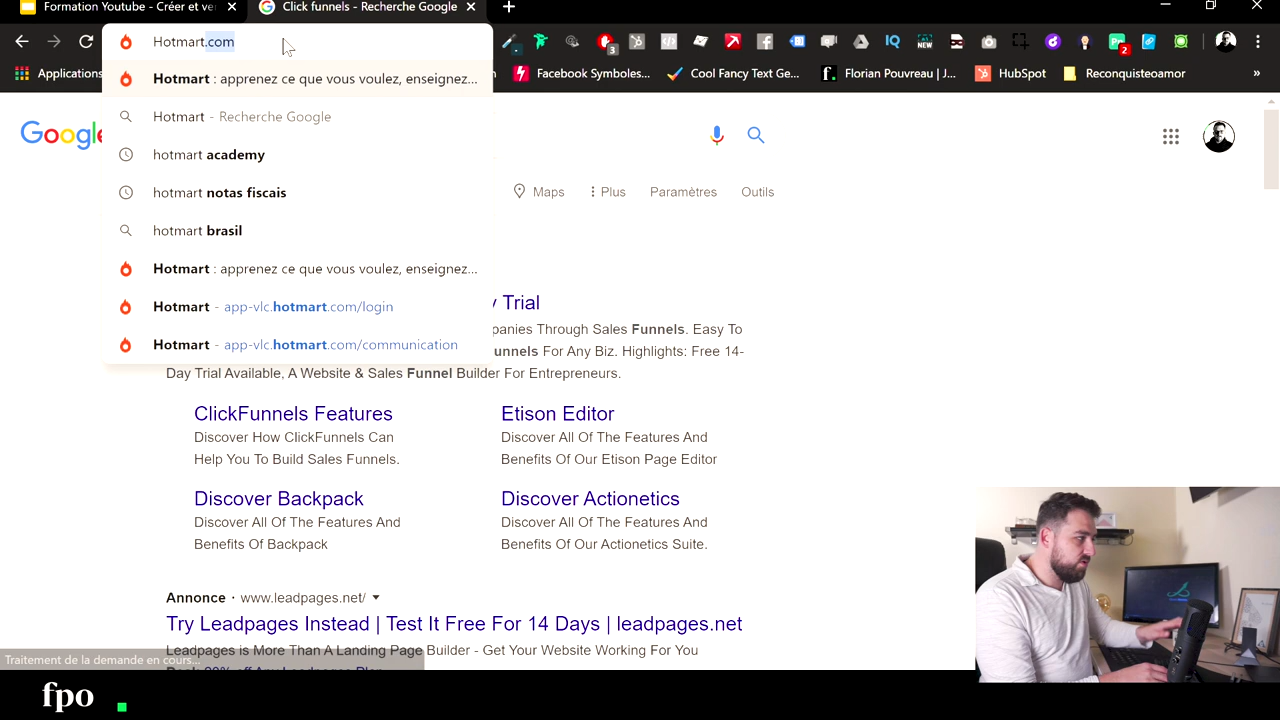 Formation Youtube - Créer et ve
Click funnels - Recherche Google
Hotmart.com
Hotmart : apprenez ce que vous voulez, enseignez...
Hotmart - Recherche Google
hotmart academy
hotmart notas fiscais
hotmart brasil
Hotmart : apprenez ce que vous voulez, enseignez...
Hotmart - app-vlc.hotmart.com/login
Hotmart - app-vlc.hotmart.com/communication
3
NEW
2
Applications
Facebook Symboles...
Cool Fancy Text Ge...
Florian Pouvreau | J...
HubSpot
Reconquisteoamor
»
Google
Maps
Plus
Paramètres
Outils
y Trial
panies Through Sales Funnels. Easy To
unnels For Any Biz. Highlights: Free 14-
Day Trial Available, A Website & Sales Funnel Builder For Entrepreneurs.
ClickFunnels Features
Discover How ClickFunnels Can
Help You To Build Sales Funnels.
Etison Editor
Discover All Of The Features And
Benefits Of Our Etison Page Editor
Discover Backpack
Discover All Of The Features And
Benefits Of Backpack
Discover Actionetics
Discover All Of The Features And
Benefits Of Our Actionetics Suite.
Annonce · www.leadpages.net/
Try Leadpages Instead | Test It Free For 14 Days | leadpages.net
Leadpages is More Than A Landing Page Builder - Get Your Website Working For You
Traitement de la demande en cours...
fpo